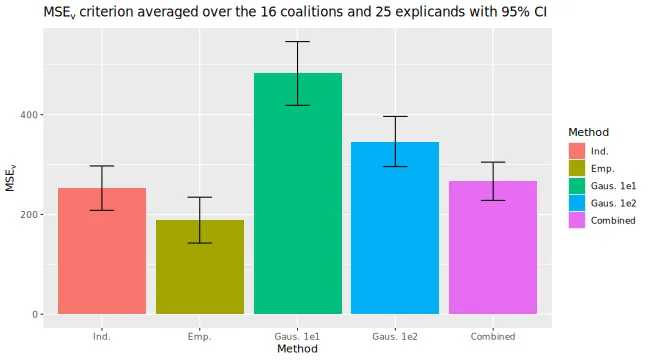 MSEᵥ criterion averaged over the 16 coalitions and 25 explicands with 95% CI
MSEᵥ
400
200
0
Ind.
Emp.
Gaus. 1e1
Gaus. 1e2
Combined
Method
Method
Ind.
Emp.
Gaus. 1e1
Gaus. 1e2
Combined